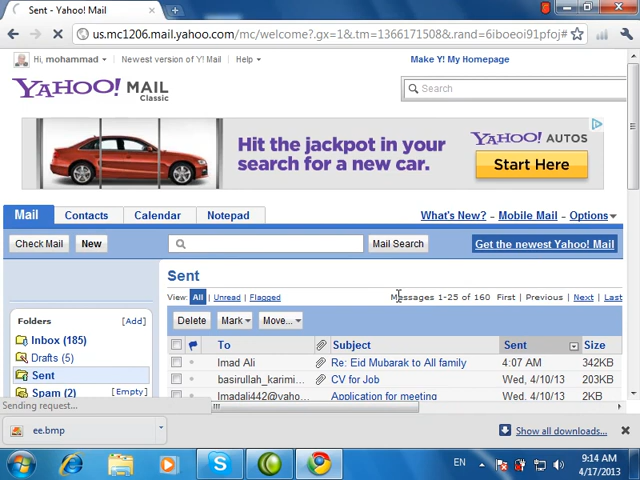 Sent - Yahoo! Mail
us.mc1206.mail.yahoo.com/mc/welcome?.gx=1&.tm=1366171508&.rand=6iboei91pfoj#
Hi, mohammad Newest version of Y! Mail Help Make Y! My Homepage
YAHOO! MAIL Classic
Search
Hit the jackpot in your search for a new car.
YAHOO! AUTOS
Start Here
Mail Contacts Calendar Notepad What's New? Mobile Mail Options
Check Mail New Mail Search Get the newest Yahoo! Mail
Sent
View: All Unread Flagged Messages 1-25 of 160 First Previous Next Last
Folders [Add]
Delete Mark Move...
Inbox (185)
Drafts (5)
Sent
Spam (2) [Empty]
To Subject Sent Size
Imad Ali Re: Eid Mubarak to All family 4:07 AM 342KB
basirullah_karimi... CV for Job Wed, 4/10/13 203KB
Imadali442@yaho... Application for meeting Wed, 4/10/13 2KB
Sending request...
ee.bmp Show all downloads...
EN 9:14 AM
4/17/2013